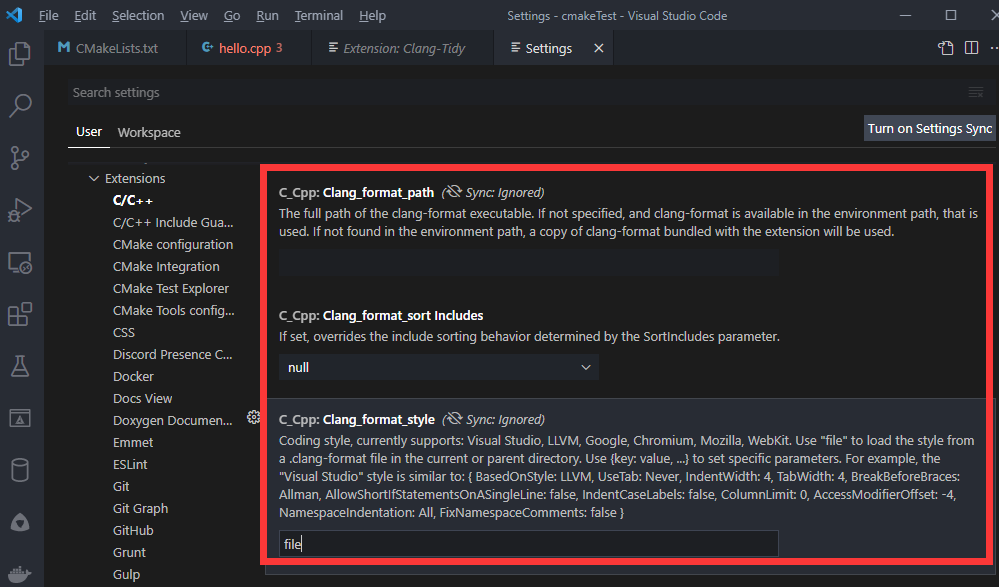 File Edit Selection View Go Run Terminal Help Settings - cmakeTest - Visual Studio Code
M CMakeLists.txt hello.cpp 3 Extension: Clang-Tidy Settings
Search settings
User Workspace
Turn on Settings Sync
Extensions
C/C++
C/C++ Include Gua...
CMake configuration
CMake Integration
CMake Test Explorer
CMake Tools config...
CSS
Discord Presence C...
Docker
Docs View
Doxygen Documen...
Emmet
ESLint
Git
Git Graph
GitHub
Grunt
Gulp
C_Cpp: Clang_format_path (Sync: Ignored)
The full path of the clang-format executable. If not specified, and clang-format is available in the environment path, that is
used. If not found in the environment path, a copy of clang-format bundled with the extension will be used.
C_Cpp: Clang_format_sort Includes
If set, overrides the include sorting behavior determined by the SortIncludes parameter.
null
C_Cpp: Clang_format_style (Sync: Ignored)
Coding style, currently supports: Visual Studio, LLVM, Google, Chromium, Mozilla, WebKit. Use "file" to load the style from
a .clang-format file in the current or parent directory. Use {key: value, ...} to set specific parameters. For example, the
"Visual Studio" style is similar to: { BasedOnStyle: LLVM, UseTab: Never, IndentWidth: 4, TabWidth: 4, BreakBeforeBraces:
Allman, AllowShortIfStatementsOnASingleLine: false, IndentCaseLabels: false, ColumnLimit: 0, AccessModifierOffset: -4,
NamespaceIndentation: All, FixNamespaceComments: false }
file